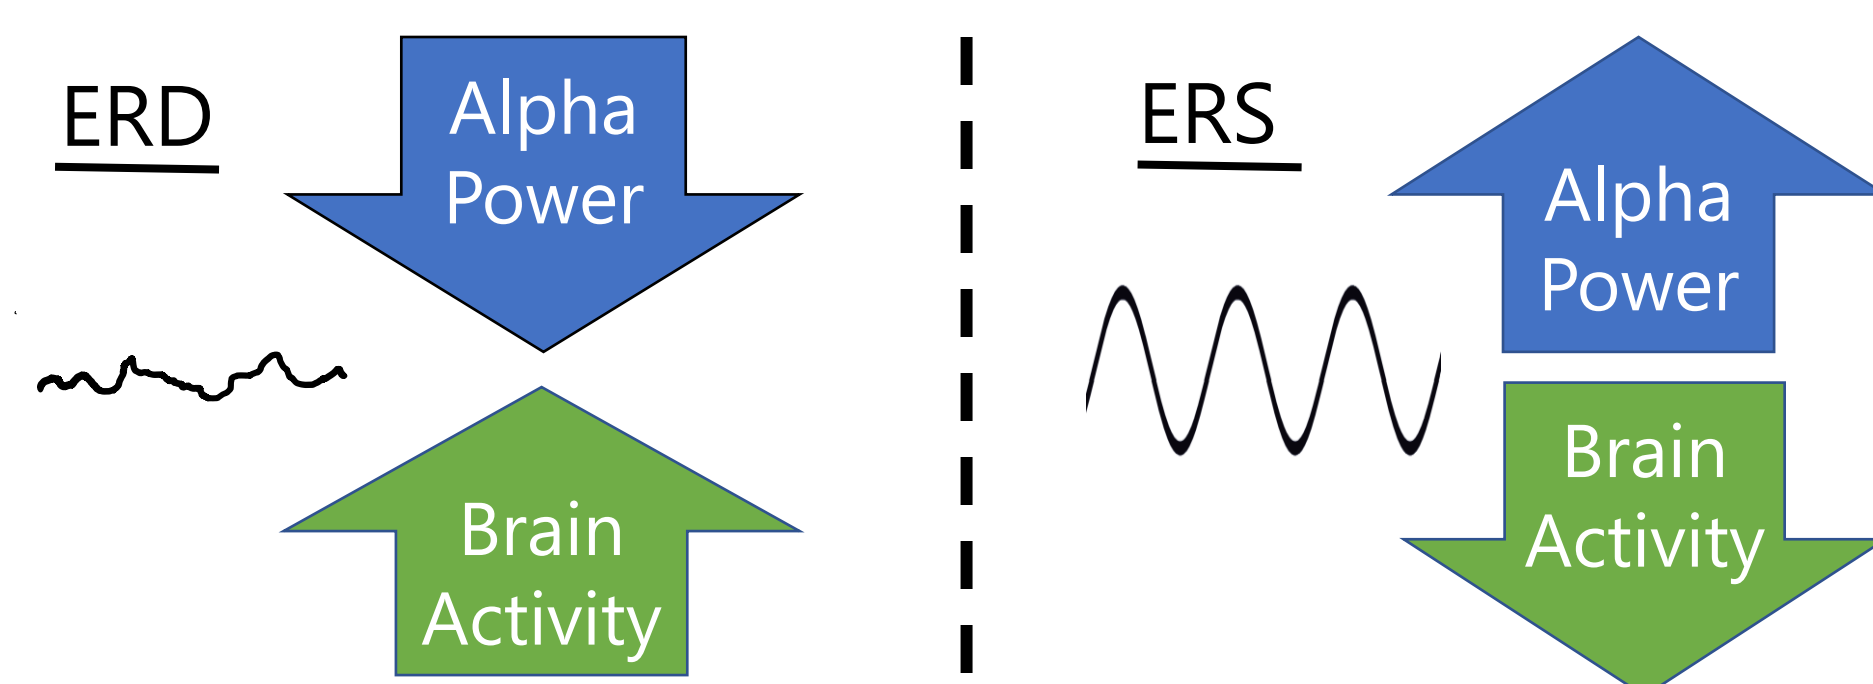 ERD
Alpha
Power
Brain
Activity
ERS
Alpha
Power
Brain
Activity